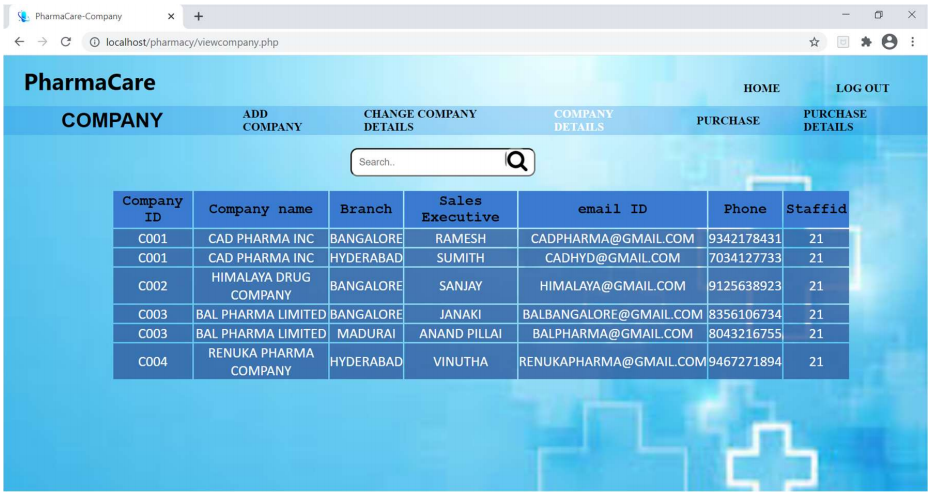 PharmaCare-Company
localhost/pharmacy/viewcompany.php
PharmaCare
HOME LOG OUT
COMPANY ADD COMPANY CHANGE COMPANY DETAILS COMPANY DETAILS PURCHASE PURCHASE DETAILS
Search..
Company ID Company name Branch Sales Executive email ID Phone Staffid
C001 CAD PHARMA INC BANGALORE RAMESH CADPHARMA@GMAIL.COM 9342178431 21
C001 CAD PHARMA INC HYDERABAD SUMITH CADHYD@GMAIL.COM 7034127733 21
C002 HIMALAYA DRUG COMPANY BANGALORE SANJAY HIMALAYA@GMAIL.COM 9125638923 21
C003 BAL PHARMA LIMITED BANGALORE JANAKI BALBANGALORE@GMAIL.COM 8356106734 21
C003 BAL PHARMA LIMITED MADURAI ANAND PILLAI BALPHARMA@GMAIL.COM 8043216755 21
C004 RENUKA PHARMA COMPANY HYDERABAD VINUTHA RENUKAPHARMA@GMAIL.COM 9467271894 21